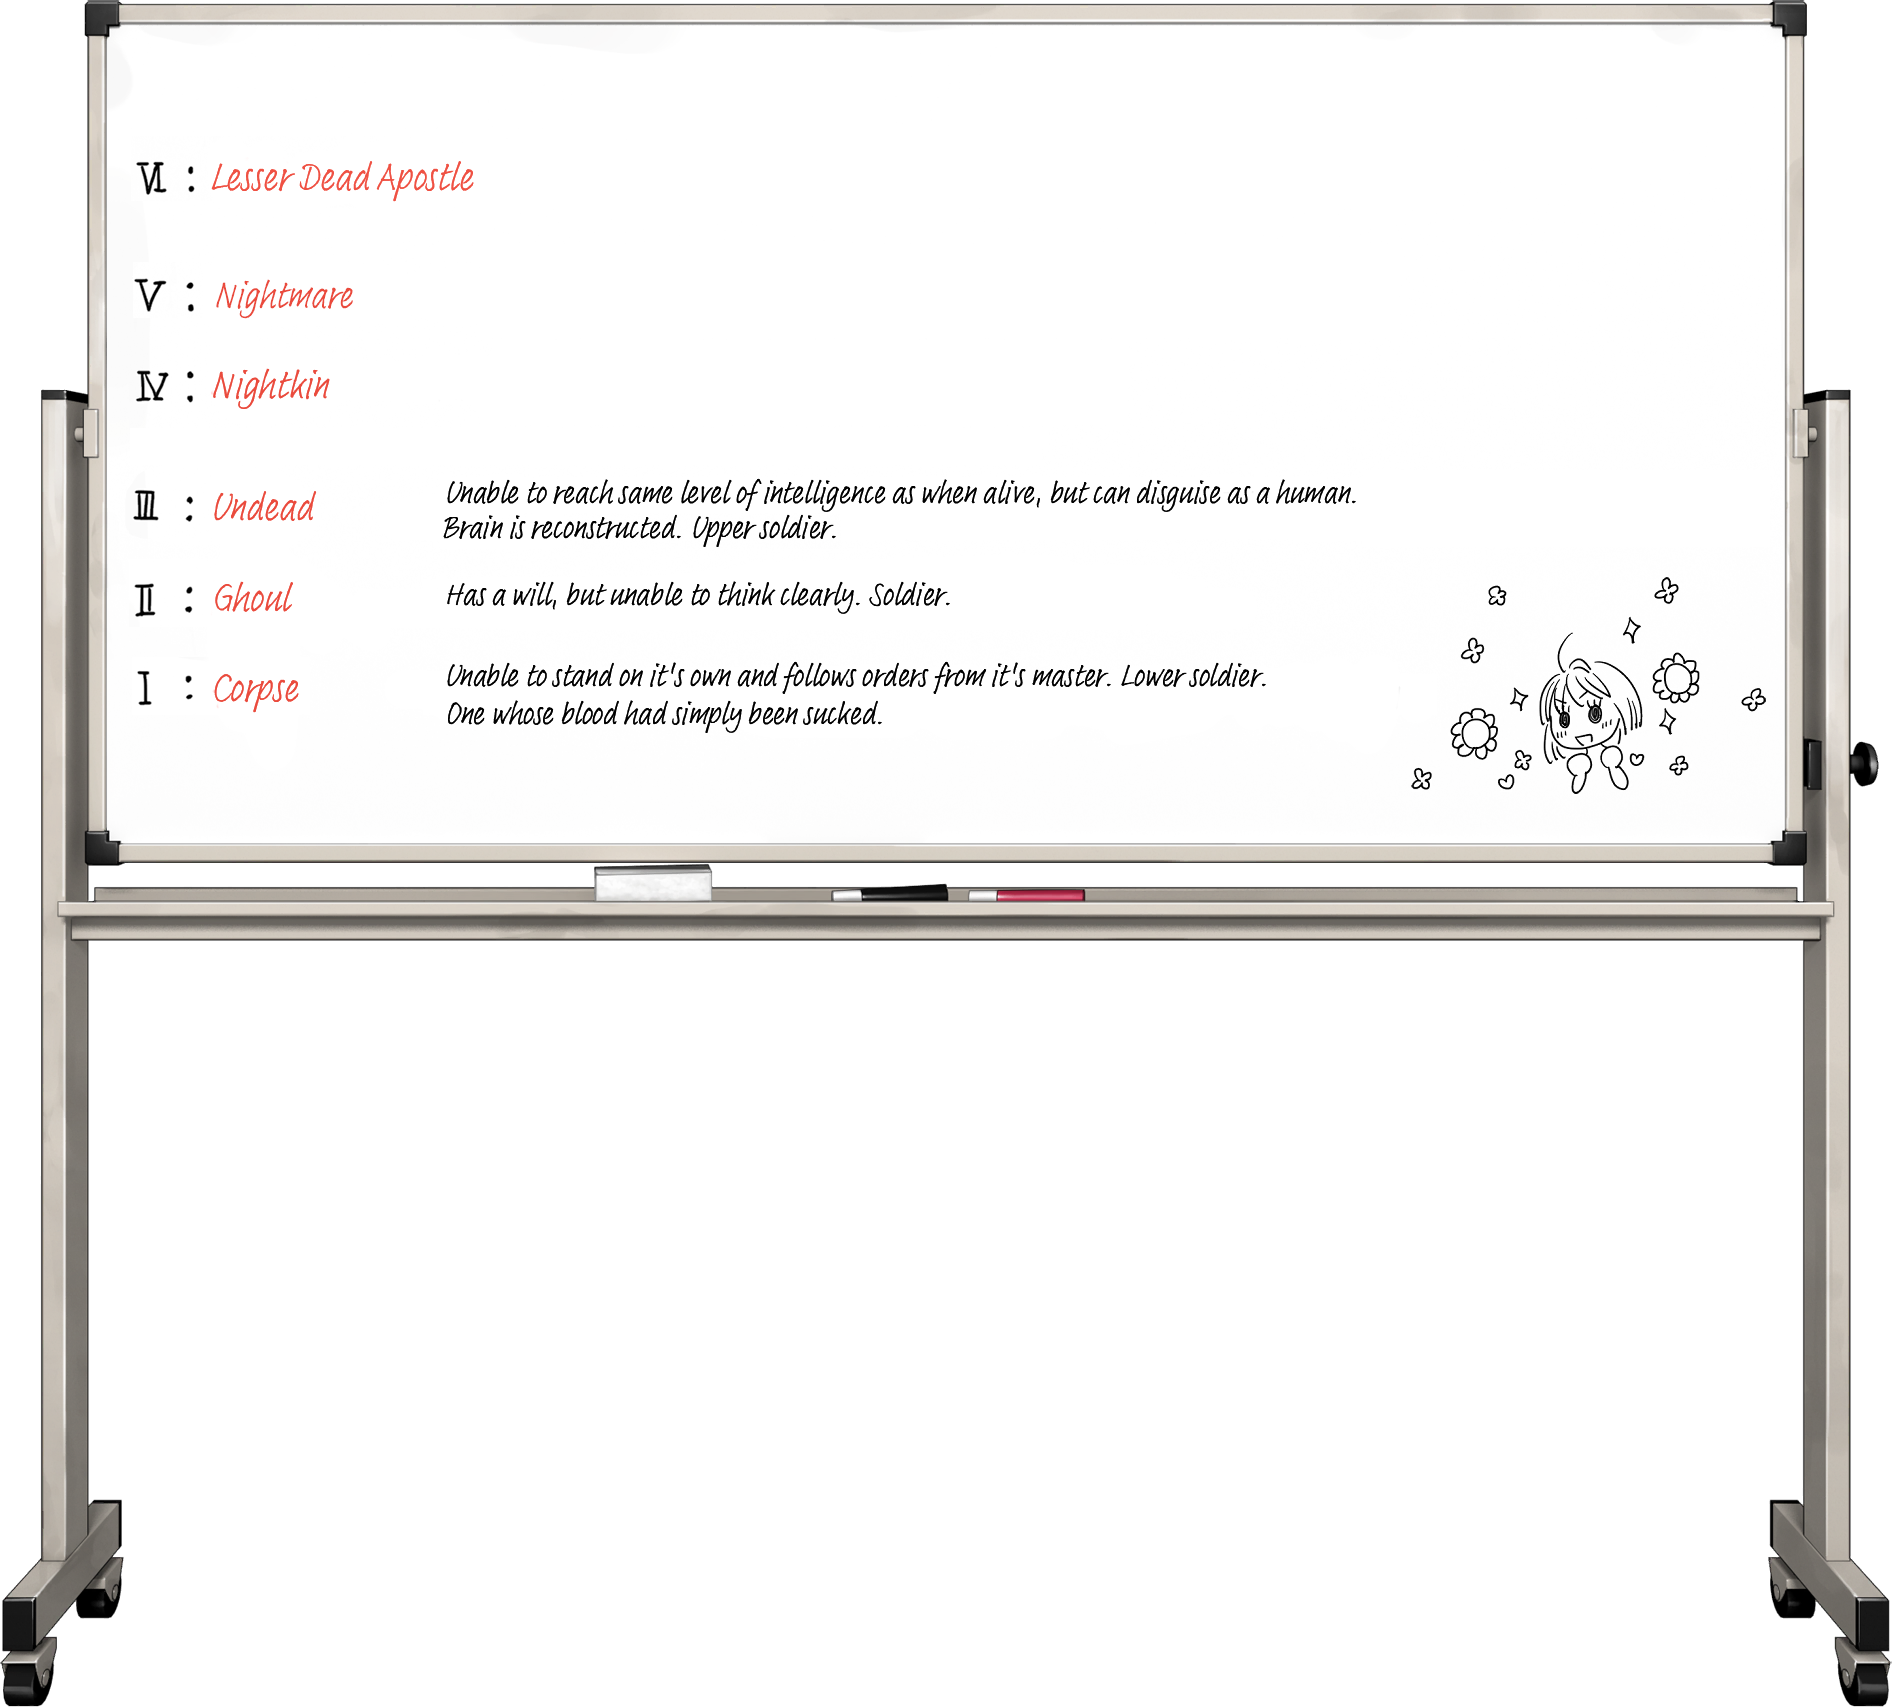 Ⅵ : Lesser Dead Apostle
Ⅴ : Nightmare
Ⅳ : Nightkin
Ⅲ : Undead Unable to reach same level of intelligence as when alive, but can disguise as a human.
Brain is reconstructed. Upper soldier.
Ⅱ : Ghoul Has a will, but unable to think clearly. Soldier.
Ⅰ : Corpse Unable to stand on it's own and follows orders from it's master. Lower soldier.
One whose blood had simply been sucked.